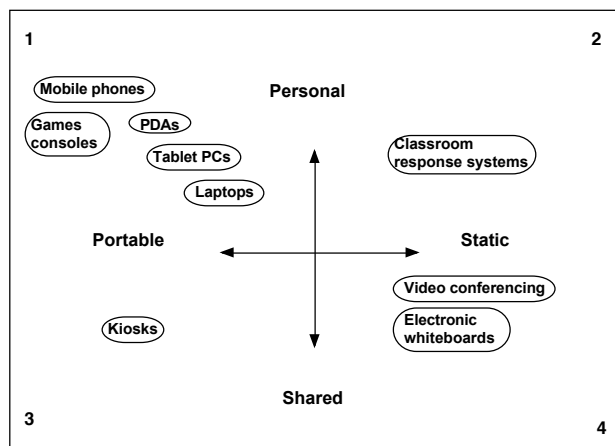 1
2
Mobile phones
Personal
Games
consoles
PDAs
Tablet PCs
Classroom
response systems
Laptops
Portable
Static
Video conferencing
Kiosks
Electronic
whiteboards
Shared
3
4